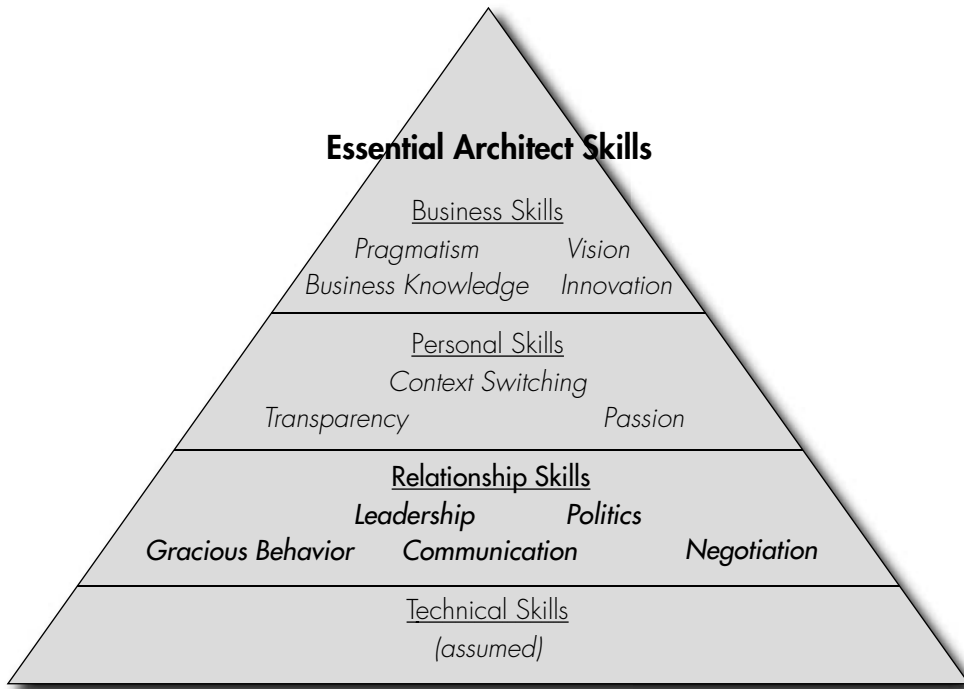 Essential Architect Skills
Business Skills
Pragmatism Vision
Business Knowledge Innovation
Personal Skills
Context Switching
Transparency Passion
Relationship Skills
Leadership Politics
Gracious Behavior Communication Negotiation
Technical Skills
(assumed)